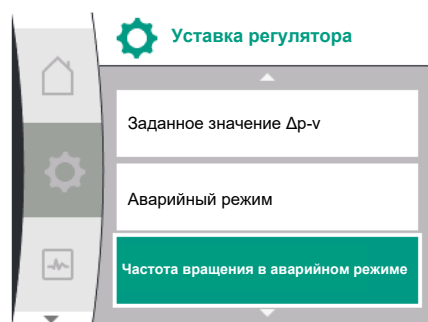 Уставка регулятора
Заданное значение Δp-v
Аварийный режим
Частота вращения в аварийном режиме